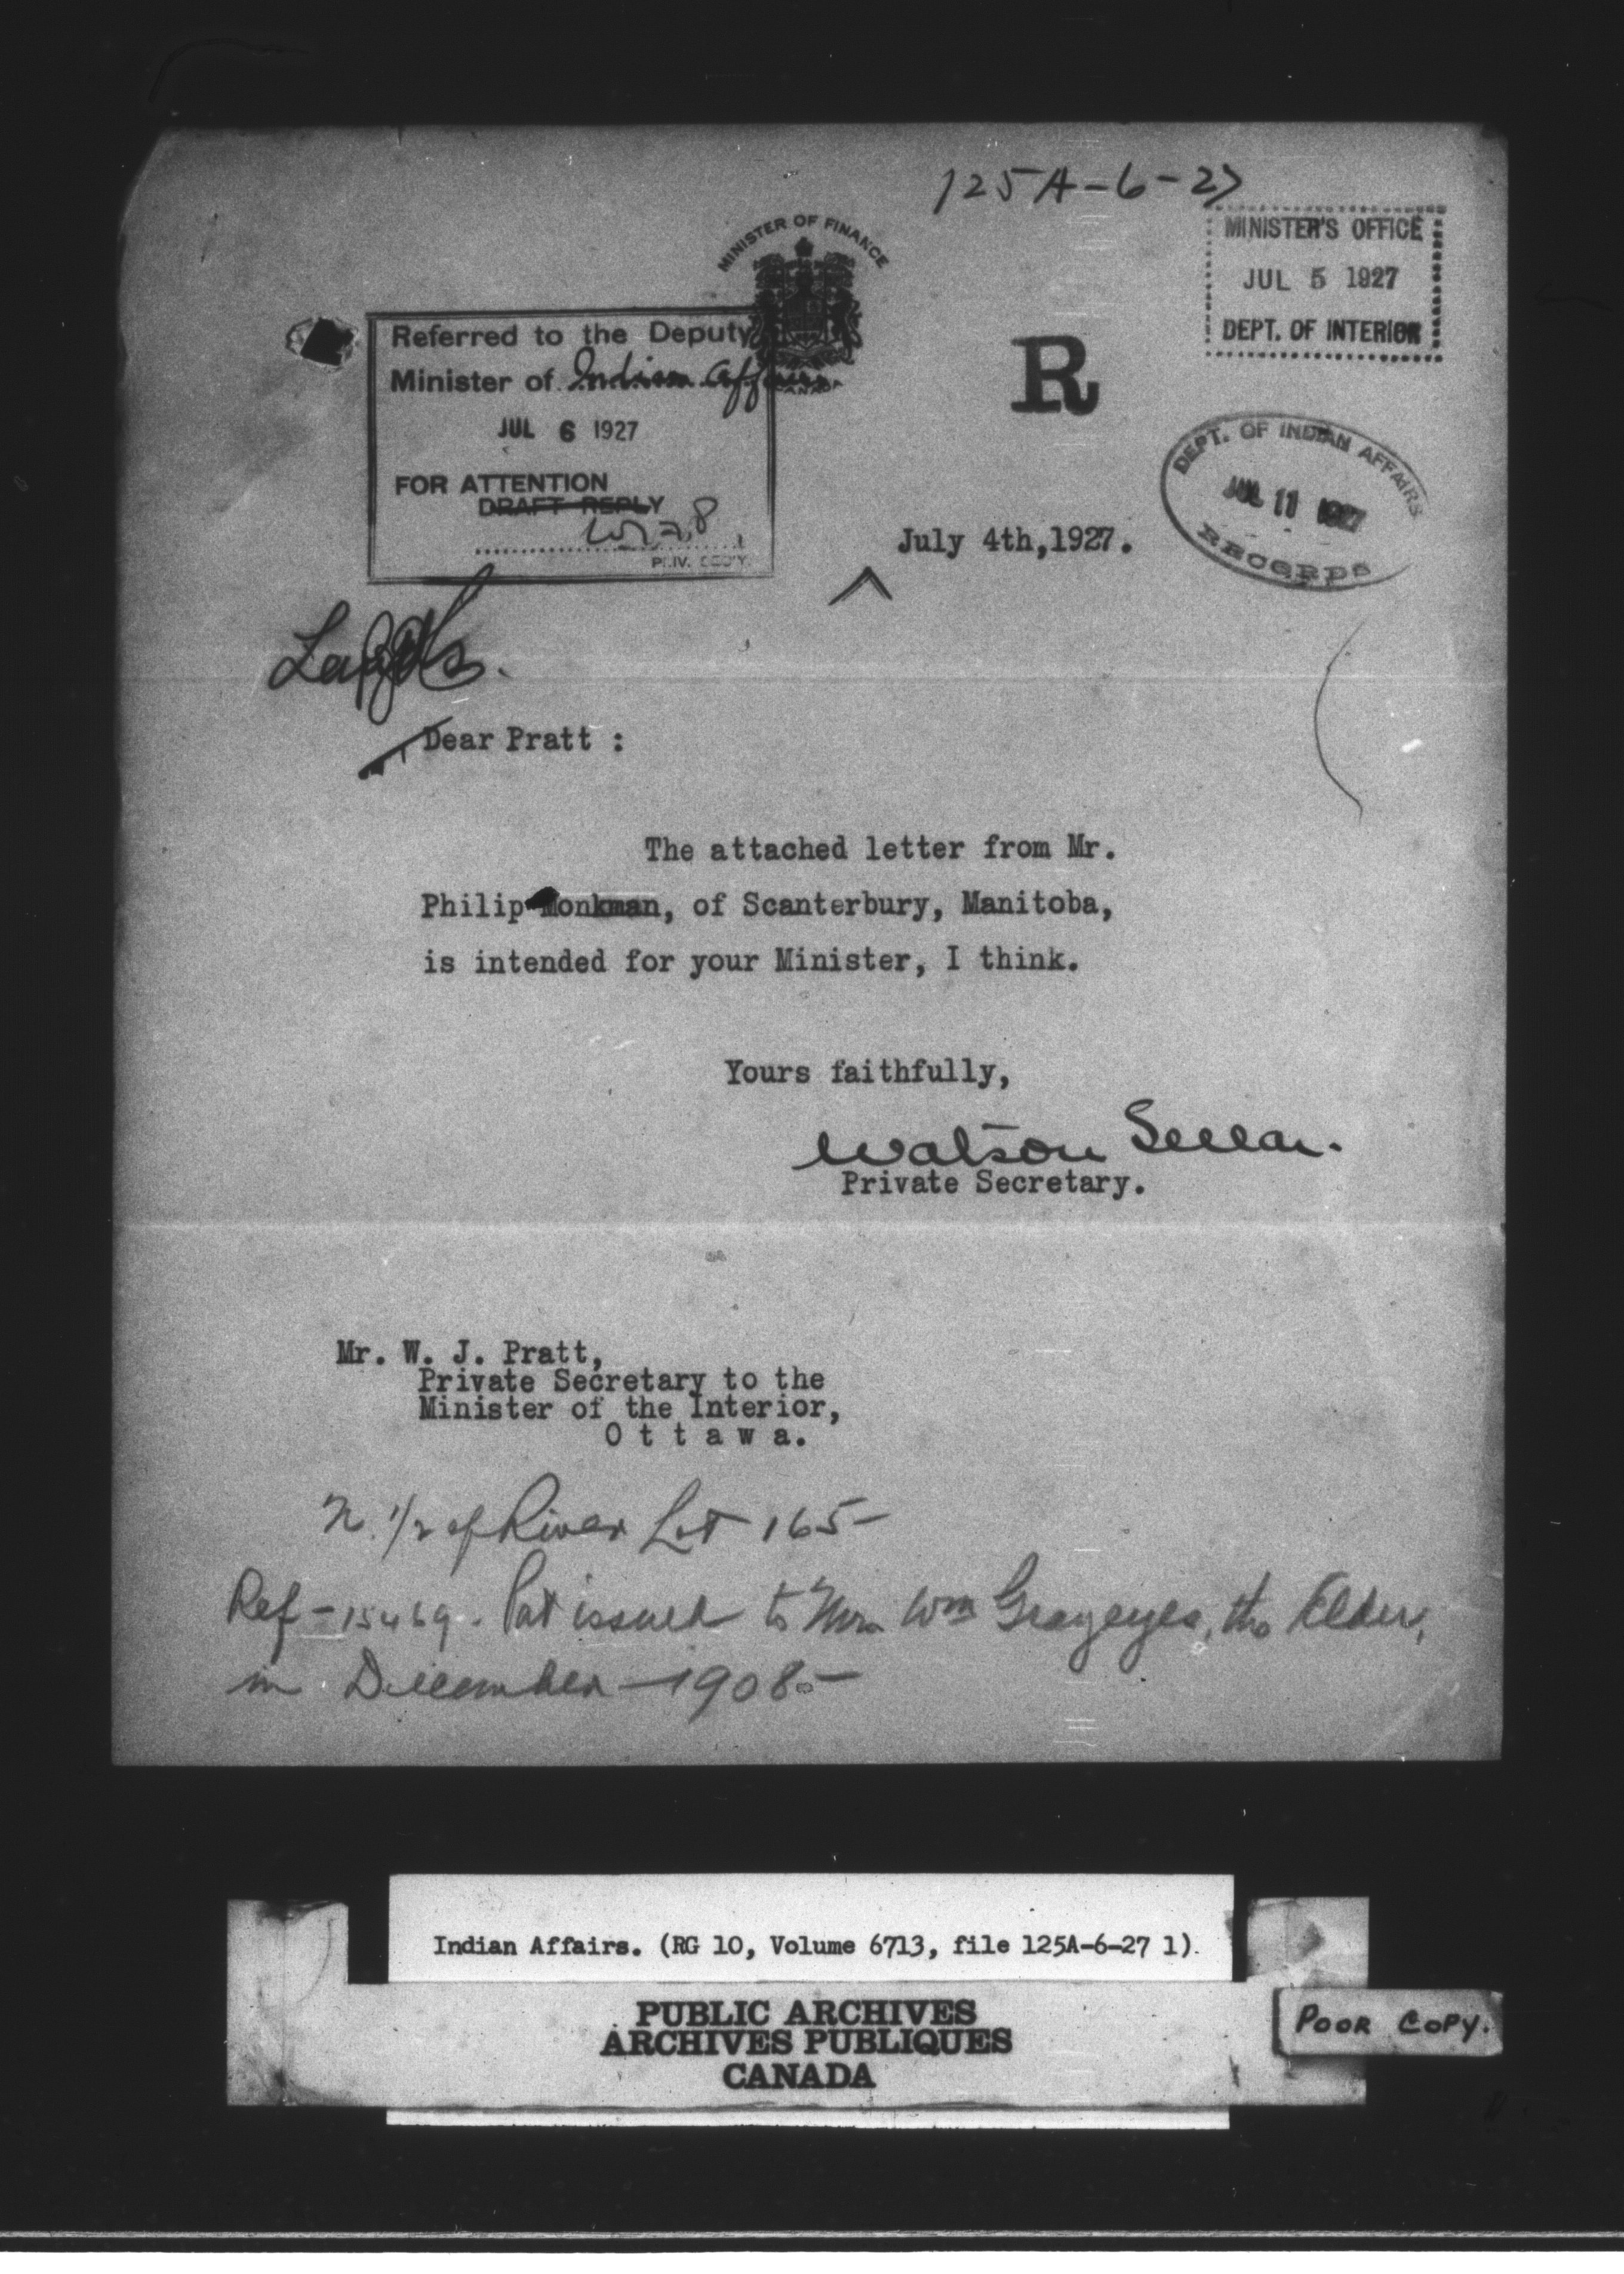 125A-6-27
MINISTER OF FINANCE
CANADA
MINISTER'S OFFICE
JUL 5 1927
DEPT. OF INTERIOR
Referred to the Deputy
Minister of Indian Affairs
JUL 6 1927
FOR ATTENTION
DRAFT REPLY
PRIV. SEC'Y.
R
DEPT. OF INDIAN AFFAIRS
JUL 11 1927
RECORDS
July 4th,1927.
Dear Pratt :
The attached letter from Mr.
Philip Monkman, of Scanterbury, Manitoba,
is intended for your Minister, I think.
Yours faithfully,
Watson Sellar.
Private Secretary.
Mr. W. J. Pratt,
Private Secretary to the
Minister of the Interior,
O t t a w a.
N. 1/2 of River Lot 165-
Ref - 15469. Pat issued to Mrs Wm Grayeyes, the Elder,
in December - 1908 -
Indian Affairs. (RG 10, Volume 6713, file 125A-6-27 1).
PUBLIC ARCHIVES
ARCHIVES PUBLIQUES
CANADA
POOR COPY.